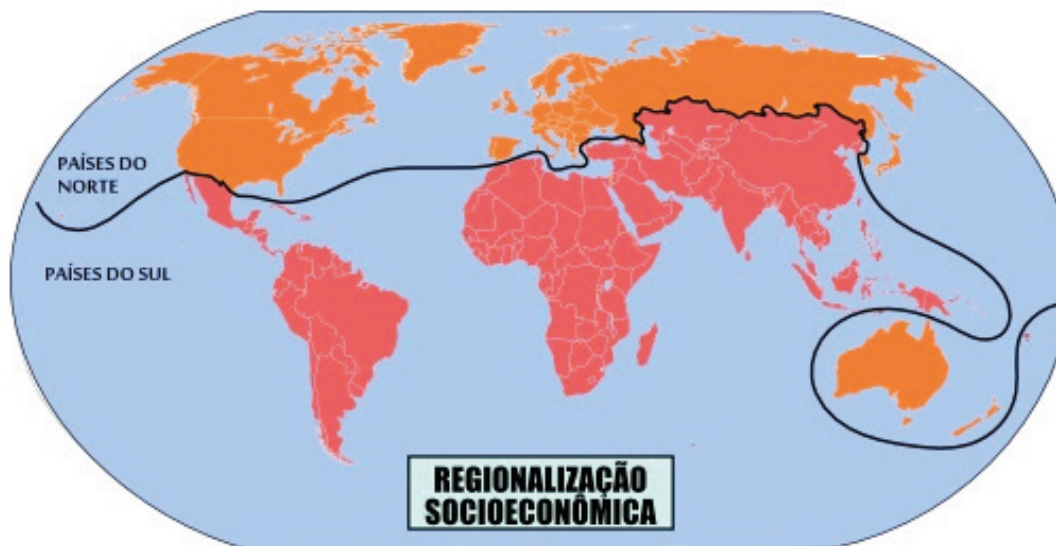 PAÍSES DO
NORTE
PAÍSES DO SUL
REGIONALIZAÇÃO
SOCIOECONÔMICA